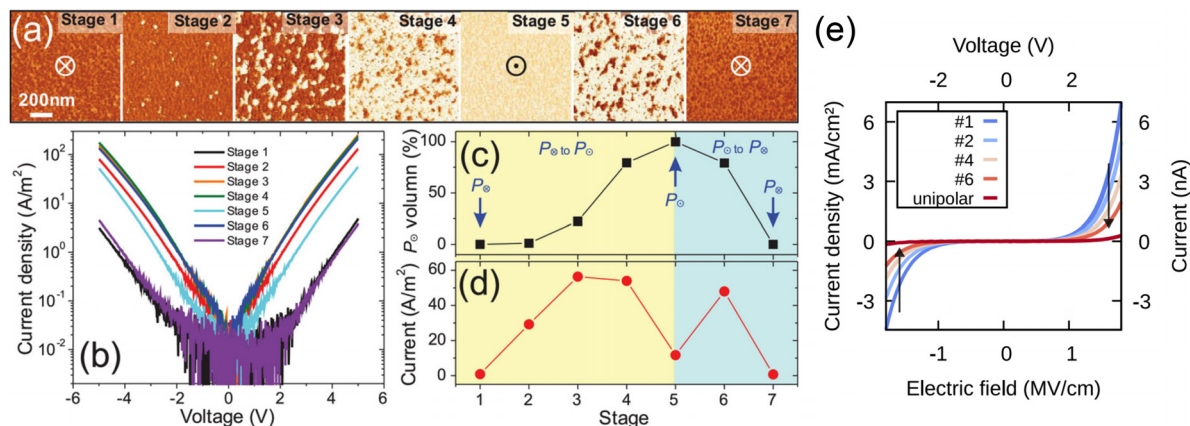 (a)
Stage 1
Stage 2
Stage 3
Stage 4
Stage 5
Stage 6
Stage 7
200nm
(b)
Current density (A/m²)
10²
10¹
10⁰
10⁻¹
10⁻²
Stage 1
Stage 2
Stage 3
Stage 4
Stage 5
Stage 6
Stage 7
-6 -4 -2 0 2 4 6
Voltage (V)
(c)
P⊙ volumn (%)
100
50
0
P⊗ to P⊙
P⊙ to P⊗
P⊗
P⊙
P⊗
(d)
Current (A/m²)
60
40
20
0
1 2 3 4 5 6 7
Stage
(e)
Voltage (V)
-2 0 2
Current density (mA/cm²)
6
3
0
-3
#1
#2
#4
#6
unipolar
6
3
0
-3
Current (nA)
-1 0 1
Electric field (MV/cm)